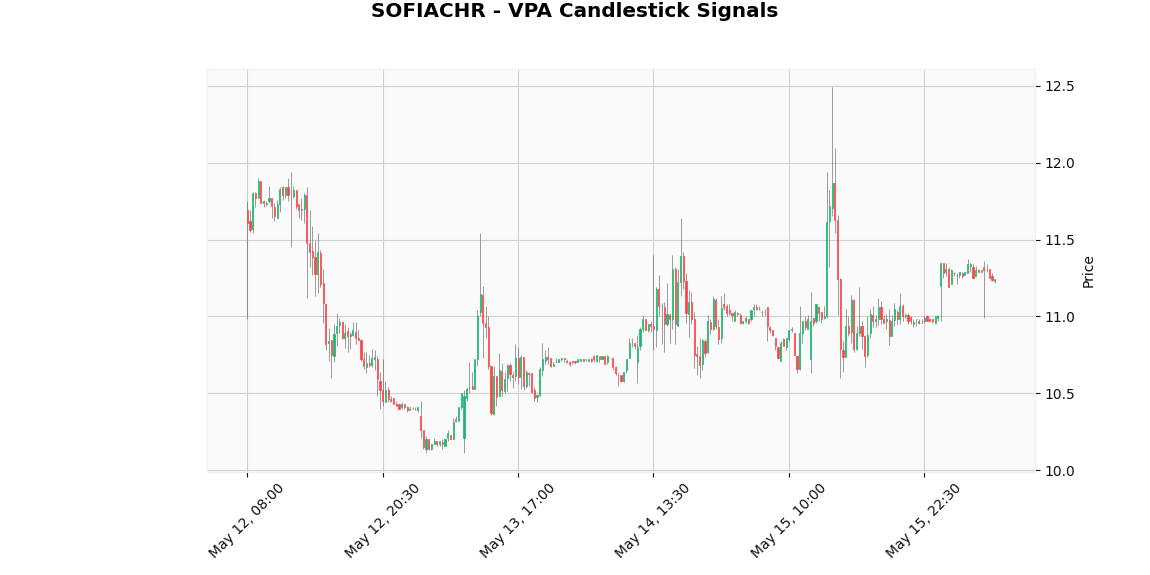 SOFIACHR - VPA Candlestick Signals
12.5
12.0
11.5
11.0
10.5
10.0
Price
May 12, 08:00
May 12, 20:30
May 13, 17:00
May 14, 13:30
May 15, 10:00
May 15, 22:30